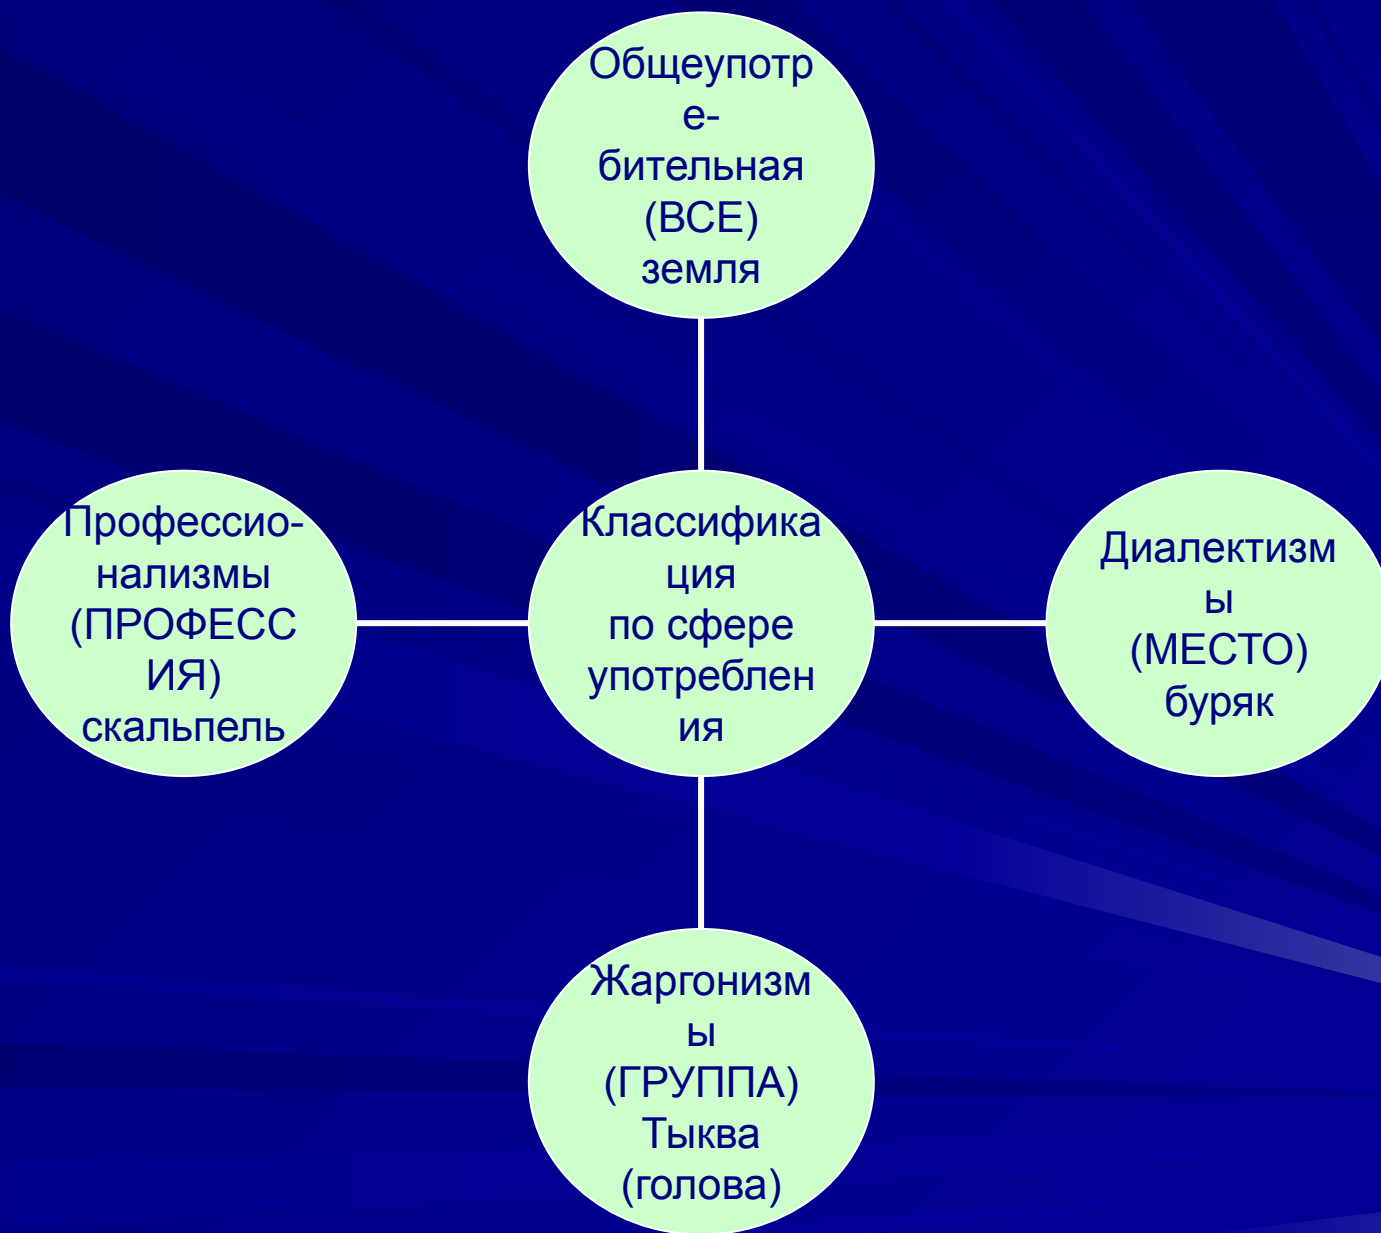 Общеупотр
е-
бительная
(ВСЕ)
земля
Профессио-
нализмы
(ПРОФЕСС
ИЯ)
скальпель
Классифика
ция
по сфере
употреблен
ия
Диалектизм
ы
(МЕСТО)
буряк
Жаргонизм
ы
(ГРУППА)
Тыква
(голова)